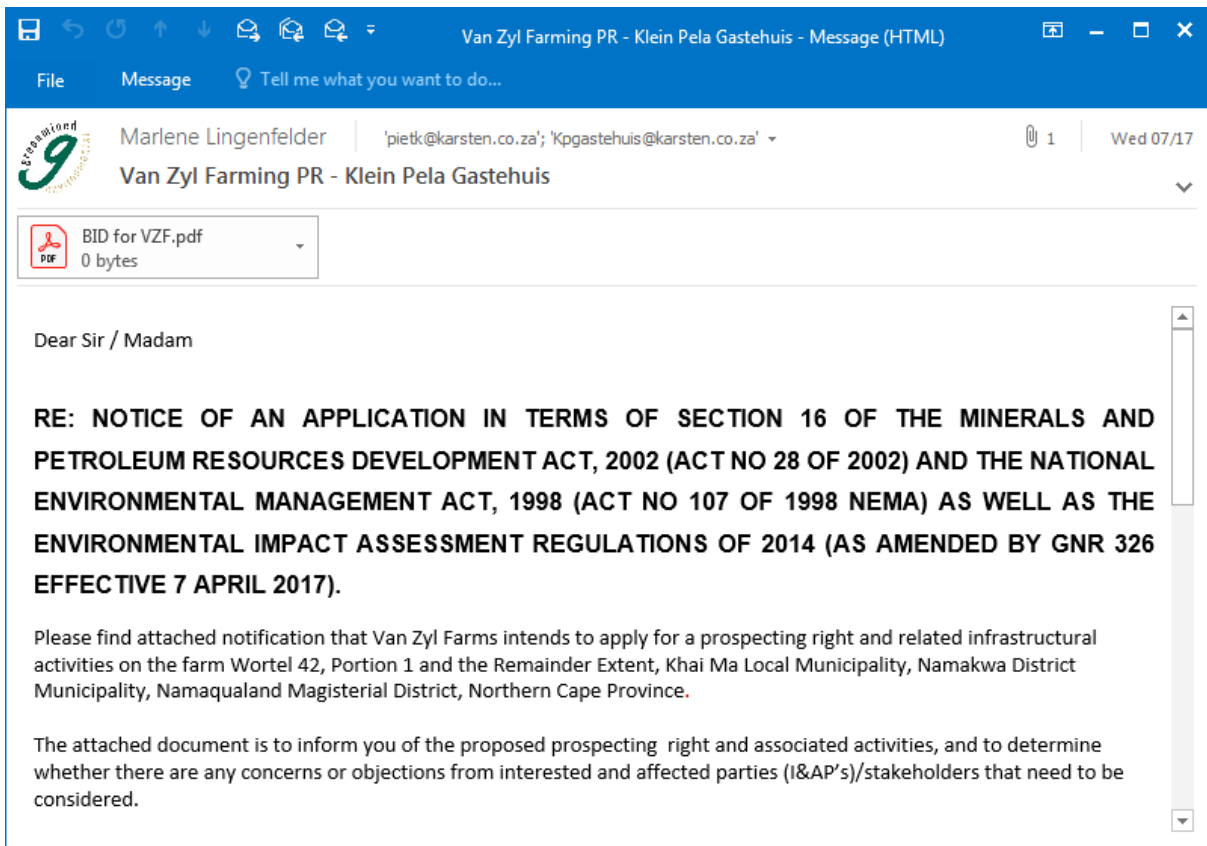 Van Zyl Farming PR - Klein Pela Gastehuis - Message (HTML)
File Message Tell me what you want to do...
Marlene Lingenfelder 'pietk@karsten.co.za'; 'Kpgastehuis@karsten.co.za' 1 Wed 07/17
Van Zyl Farming PR - Klein Pela Gastehuis
BID for VZF.pdf
PDF 0 bytes
Dear Sir / Madam
RE: NOTICE OF AN APPLICATION IN TERMS OF SECTION 16 OF THE MINERALS AND
PETROLEUM RESOURCES DEVELOPMENT ACT, 2002 (ACT NO 28 OF 2002) AND THE NATIONAL
ENVIRONMENTAL MANAGEMENT ACT, 1998 (ACT NO 107 OF 1998 NEMA) AS WELL AS THE
ENVIRONMENTAL IMPACT ASSESSMENT REGULATIONS OF 2014 (AS AMENDED BY GNR 326
EFFECTIVE 7 APRIL 2017).
Please find attached notification that Van Zyl Farms intends to apply for a prospecting right and related infrastructural
activities on the farm Wortel 42, Portion 1 and the Remainder Extent, Khai Ma Local Municipality, Namakwa District
Municipality, Namaqualand Magisterial District, Northern Cape Province.
The attached document is to inform you of the proposed prospecting  right and associated activities, and to determine
whether there are any concerns or objections from interested and affected parties (I&AP's)/stakeholders that need to be
considered.